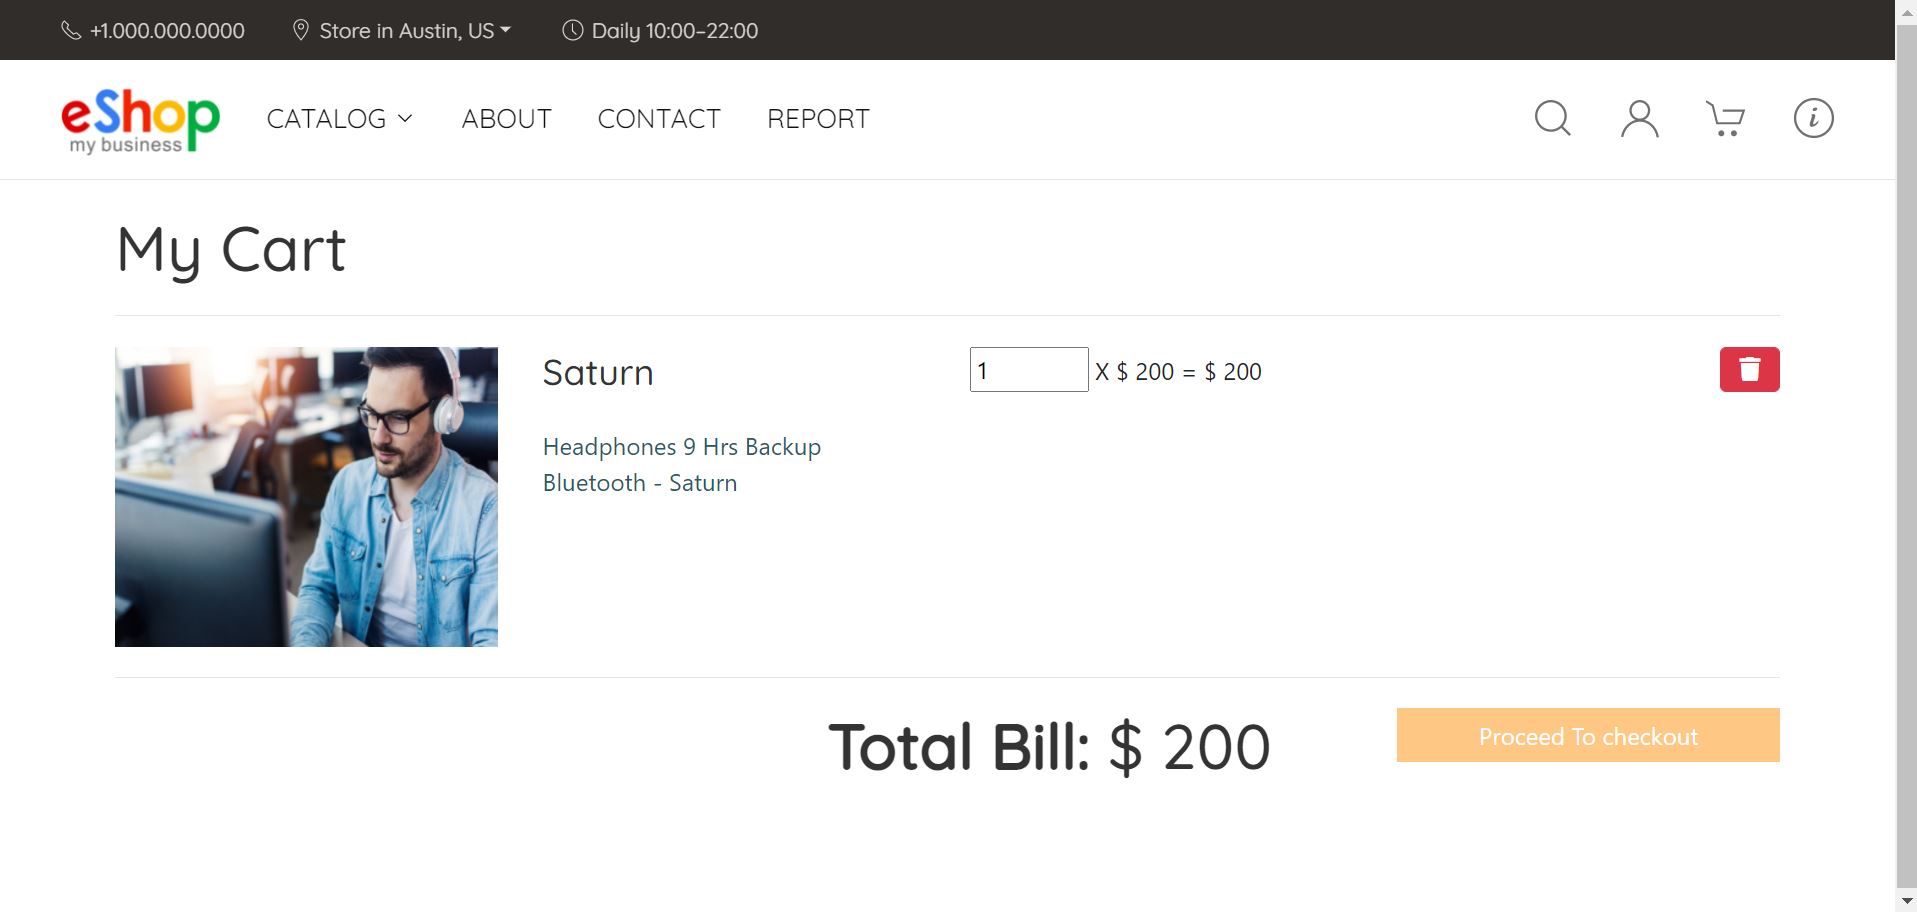 +1.000.000.0000 Store in Austin, US Daily 10:00–22:00
eShop
my business
CATALOG ABOUT CONTACT REPORT
My Cart
Saturn
1 X $ 200 = $ 200
Headphones 9 Hrs Backup
Bluetooth - Saturn
Total Bill: $ 200
Proceed To checkout